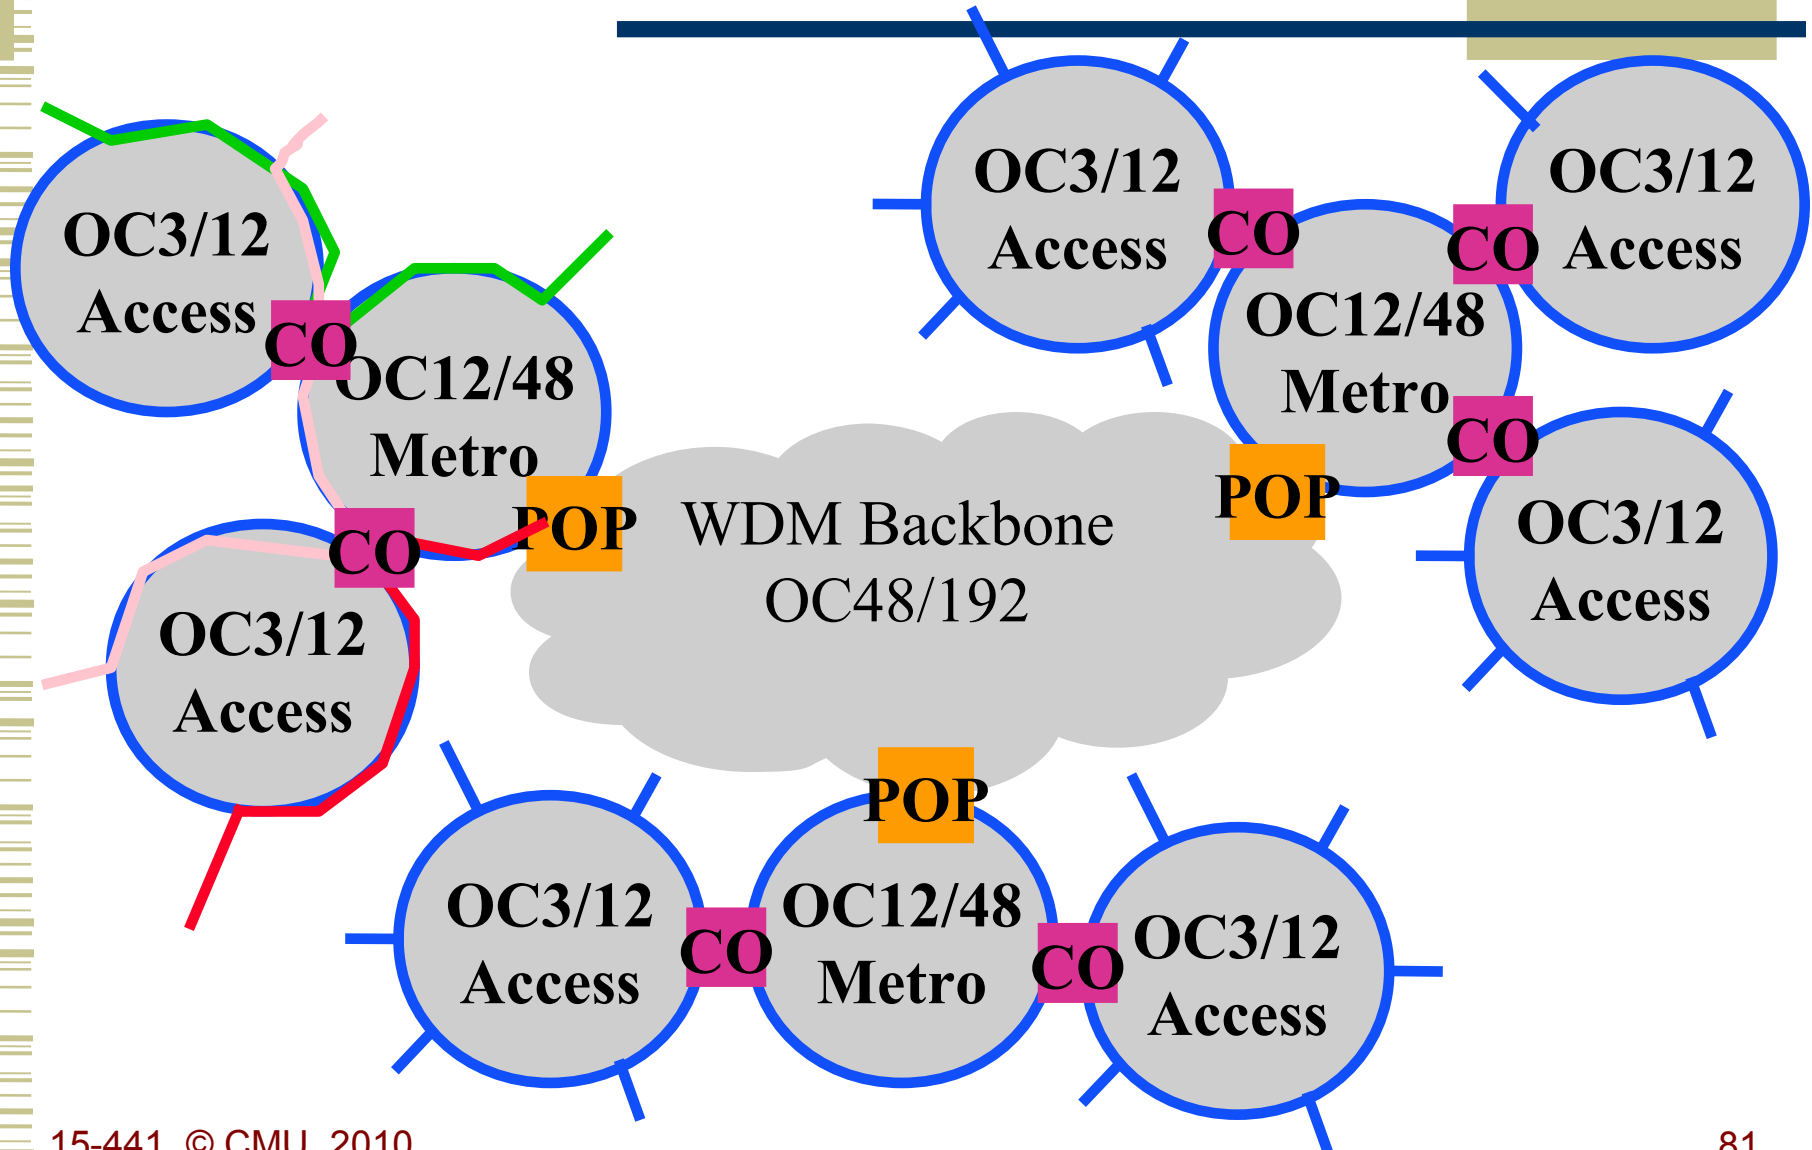 OC3/12
Access
OC3/12
Access
OC3/12
Access
CO
CO
OC12/48
Metro
CO
OC12/48
Metro
CO
POP
POP
WDM Backbone
OC48/192
CO
OC3/12
Access
OC3/12
Access
POP
OC3/12
Access
CO
OC12/48
Metro
CO
OC3/12
Access
15-441 © CMU 2010
81